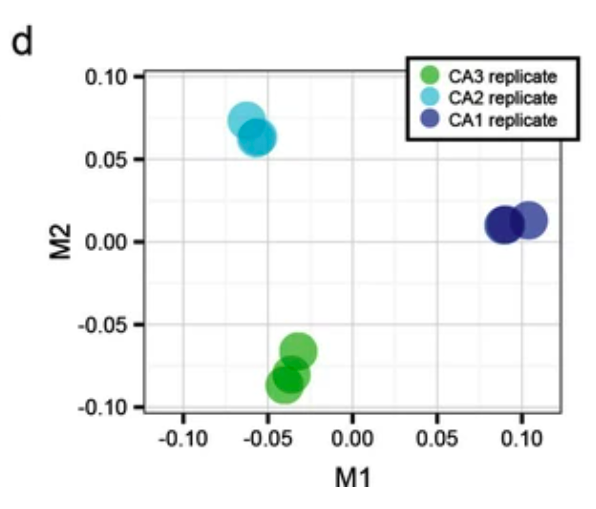 d
CA3 replicate
CA2 replicate
CA1 replicate
0.10
0.05
0.00
-0.05
-0.10
M2
-0.10 -0.05 0.00 0.05 0.10
M1